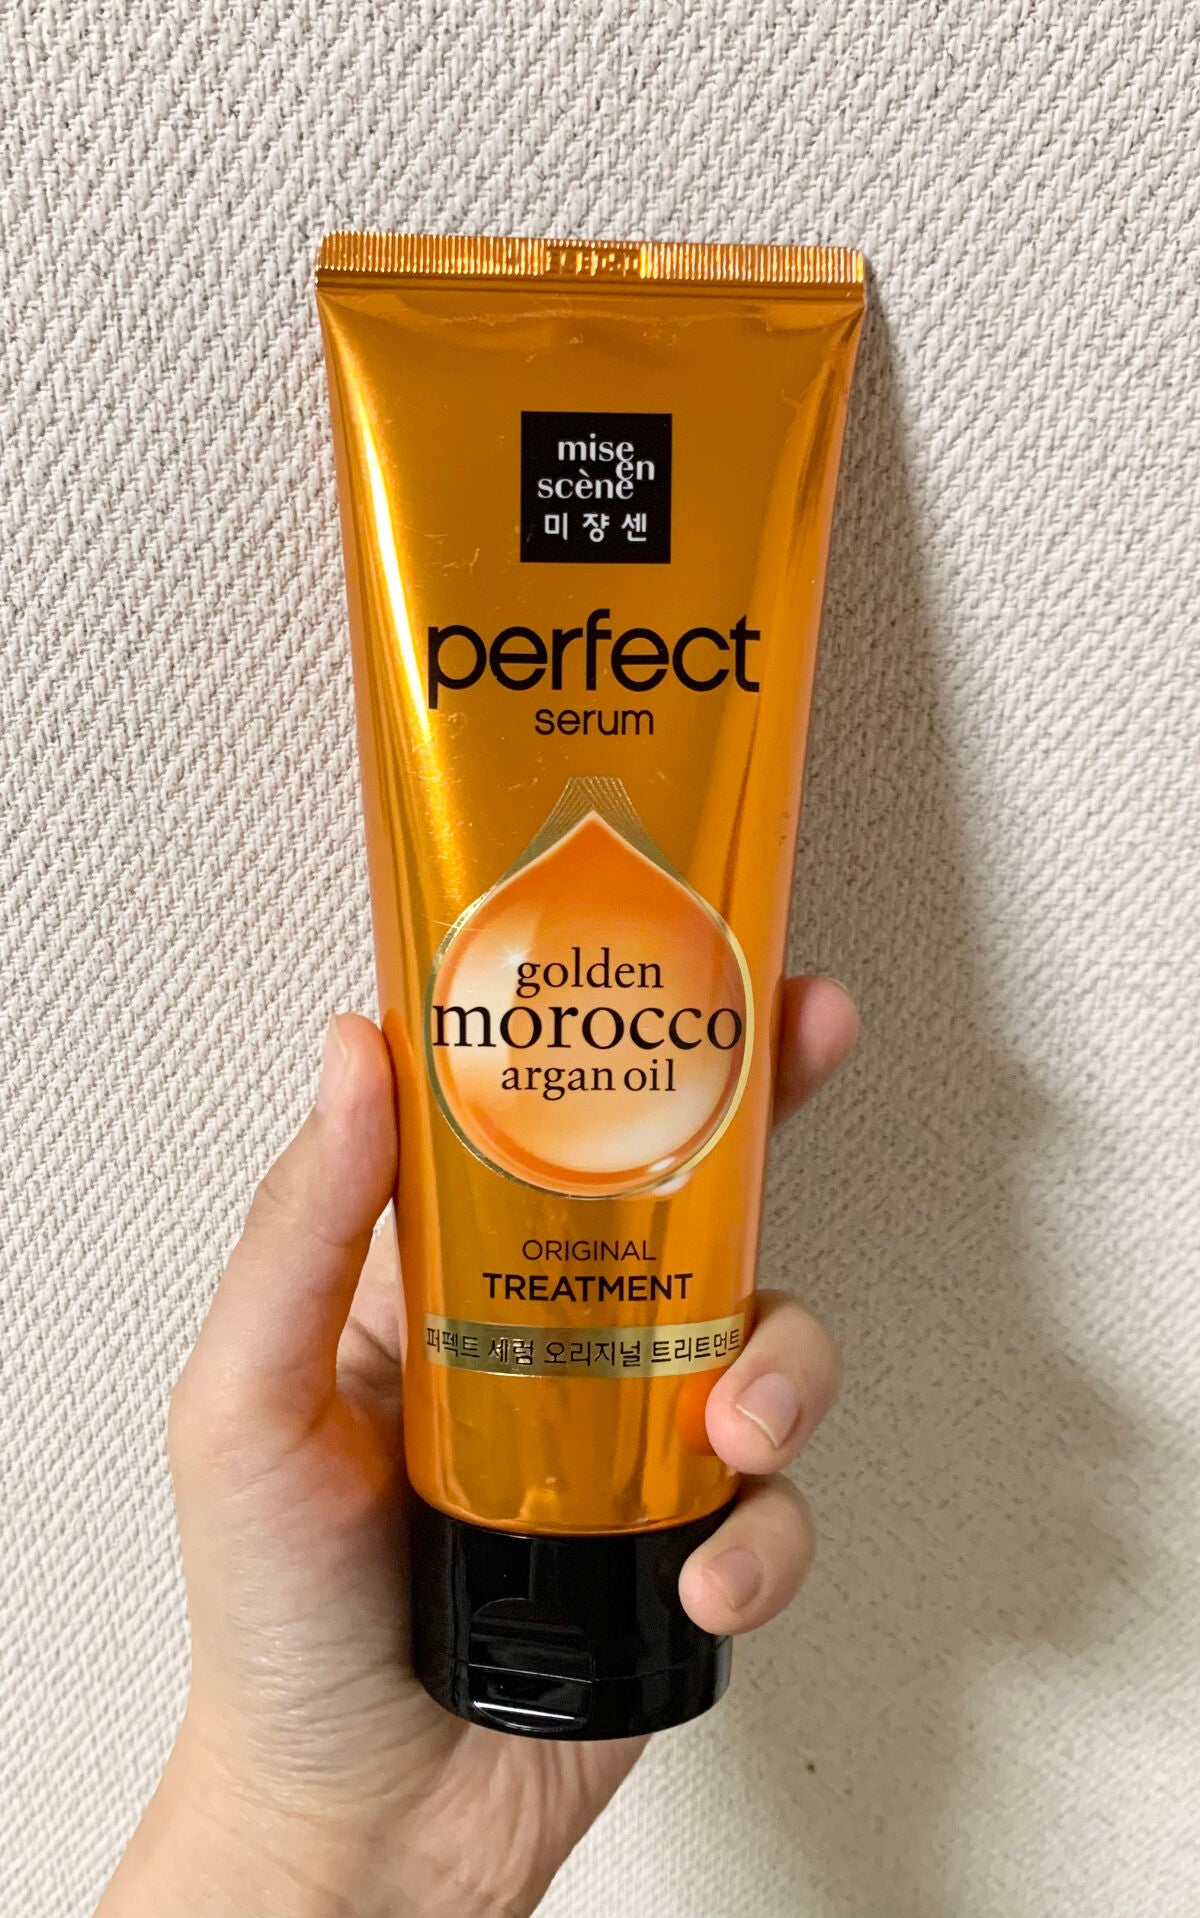 mise
en
scène
미쟝센
perfect
serum
golden
morocco
argan oil
ORIGINAL
TREATMENT
퍼펙트 세럼 오리지널 트리트먼트